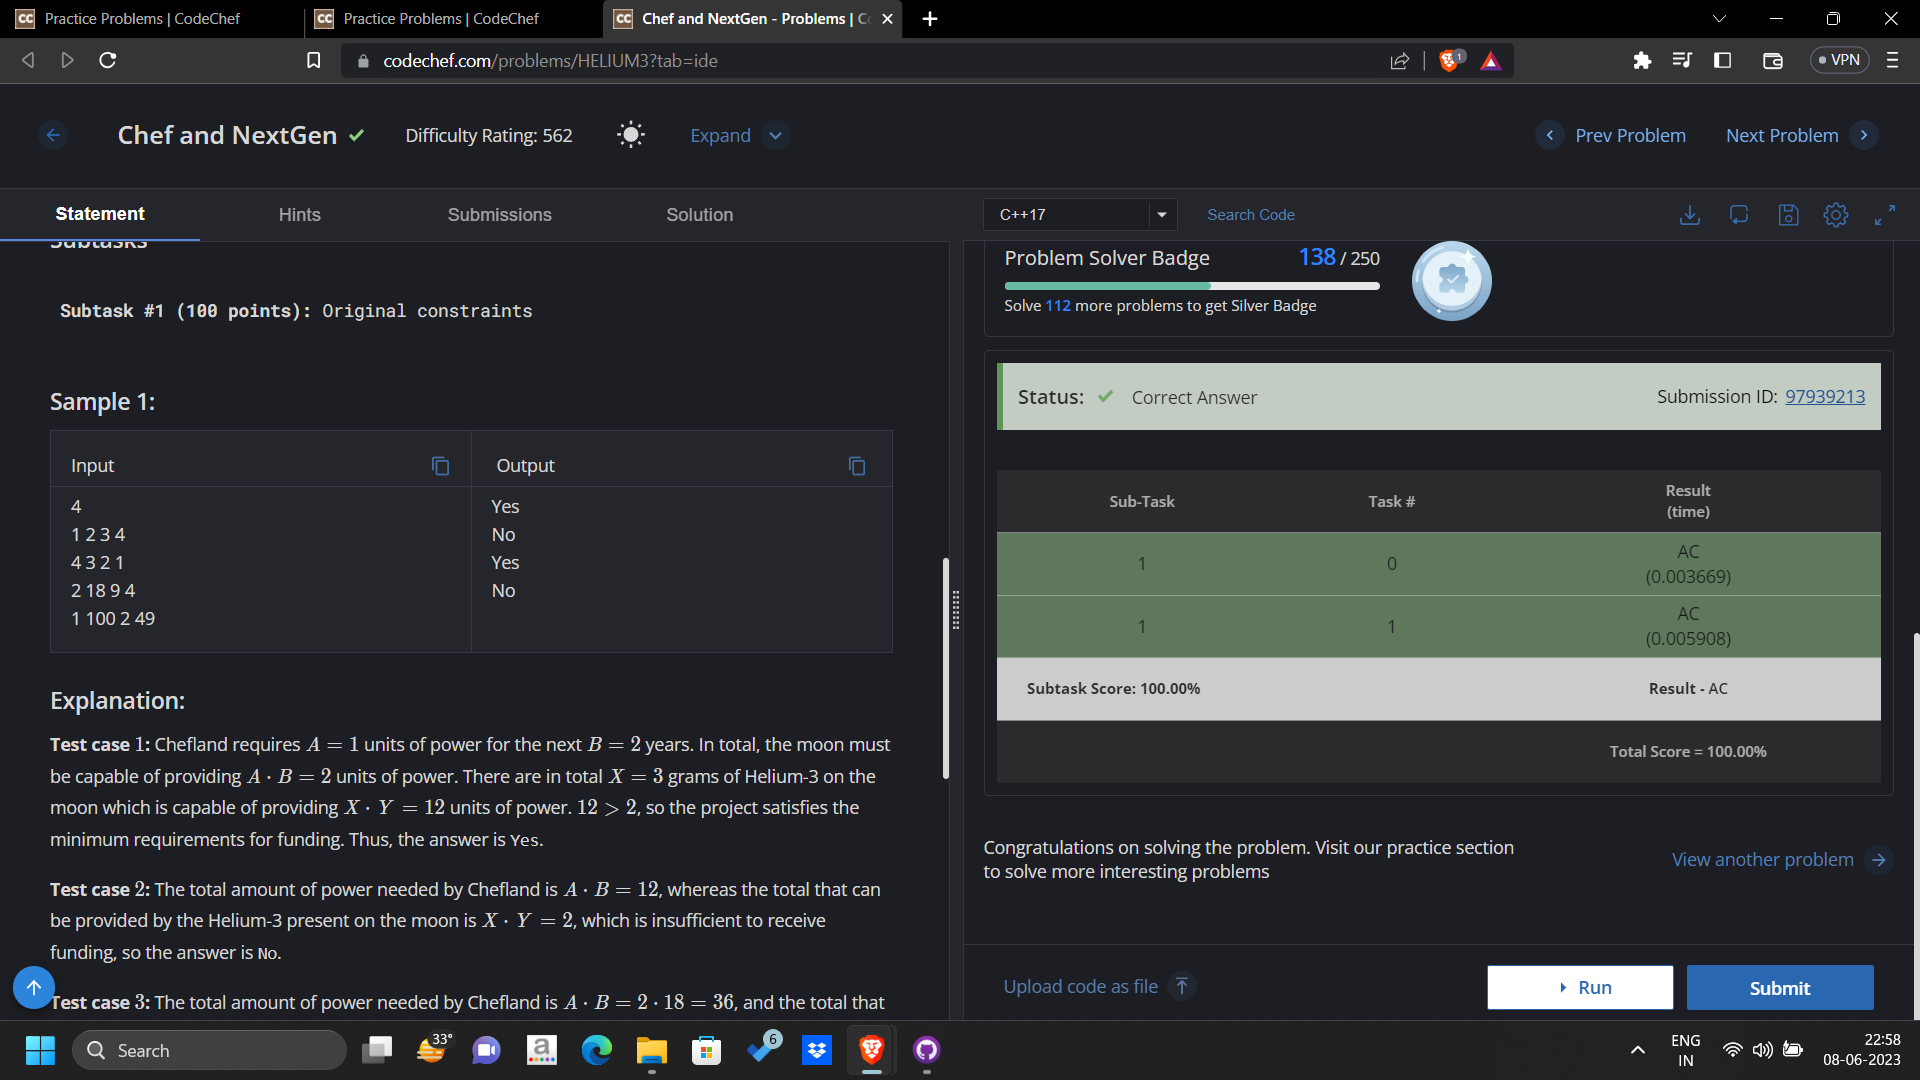 Practice Problems | CodeChef
Practice Problems | CodeChef
Chef and NextGen - Problems | C
codechef.com/problems/HELIUM3?tab=ide
1
VPN
Chef and NextGen
Difficulty Rating: 562
Expand
Prev Problem
Next Problem
Statement
Hints
Submissions
Solution
C++17
Search Code
Subtasks
Subtask #1 (100 points): Original constraints
Sample 1:
Input
Output
4
1 2 3 4
4 3 2 1
2 18 9 4
1 100 2 49
Yes
No
Yes
No
Explanation:
Test case 1: Chefland requires A = 1 units of power for the next B = 2 years. In total, the moon must
be capable of providing A · B = 2 units of power. There are in total X = 3 grams of Helium-3 on the
moon which is capable of providing X · Y = 12 units of power. 12 > 2, so the project satisfies the
minimum requirements for funding. Thus, the answer is Yes.
Test case 2: The total amount of power needed by Chefland is A · B = 12, whereas the total that can
be provided by the Helium-3 present on the moon is X · Y = 2, which is insufficient to receive
funding, so the answer is No.
Test case 3: The total amount of power needed by Chefland is A · B = 2 · 18 = 36, and the total that
Problem Solver Badge
138 / 250
Solve 112 more problems to get Silver Badge
Status:
Correct Answer
Submission ID: 97939213
Sub-Task
Task #
Result
(time)
1
0
AC
(0.003669)
1
1
AC
(0.005908)
Subtask Score: 100.00%
Result - AC
Total Score = 100.00%
Congratulations on solving the problem. Visit our practice section
to solve more interesting problems
View another problem
Upload code as file
Run
Submit
Search
33°
a
6
ENG
IN
22:58
08-06-2023